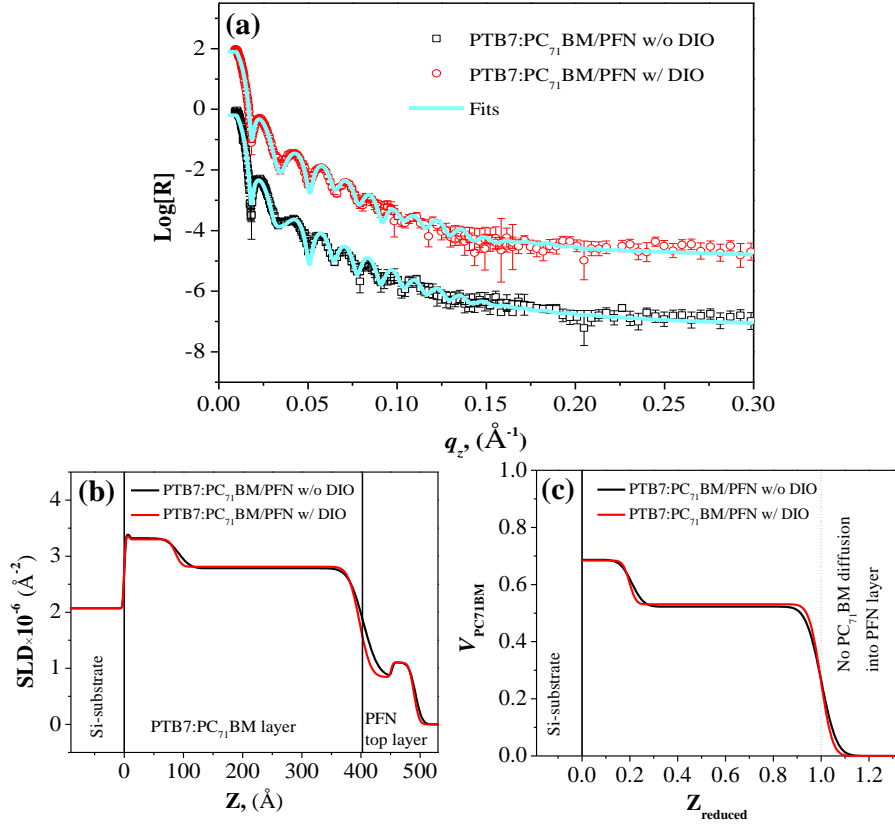 (a)
PTB7:PC71BM/PFN w/o DIO
PTB7:PC71BM/PFN w/ DIO
Fits
Log[R]
2
0
-2
-4
-6
-8
0.00 0.05 0.10 0.15 0.20 0.25 0.30
qz, (Å-1)
(b)
PTB7:PC71BM/PFN w/o DIO
PTB7:PC71BM/PFN w/ DIO
SLD×10-6 (Å-2)
4
3
2
1
0
Si-substrate
PTB7:PC71BM layer
PFN
top layer
0 100 200 300 400 500
Z, (Å)
(c)
PTB7:PC71BM/PFN w/o DIO
PTB7:PC71BM/PFN w/ DIO
VPC71BM
1.0
0.8
0.6
0.4
0.2
0.0
Si-substrate
No PC71BM diffusion
into PFN layer
0.0 0.2 0.4 0.6 0.8 1.0 1.2
Zreduced